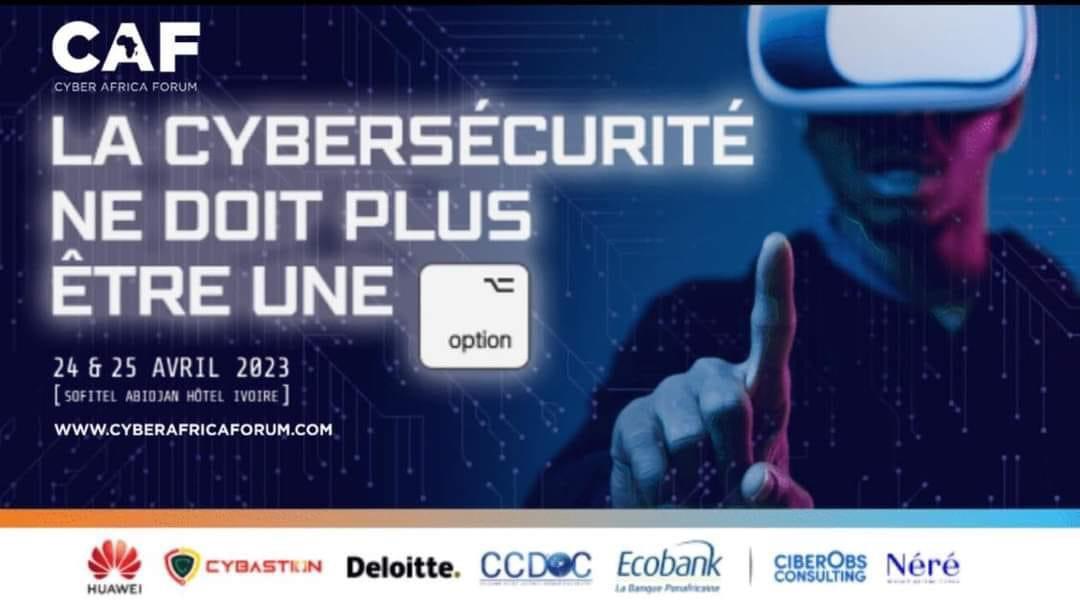 CAF
CYBER AFRICA FORUM
LA CYBERSÉCURITÉ
NE DOIT PLUS
ÊTRE UNE
⌥
option
24 & 25 AVRIL 2023
[SOFITEL ABIDJAN HÔTEL IVOIRE]
WWW.CYBERAFRICAFORUM.COM
HUAWEI
CYBASTION
Deloitte.
CCDOC
Ecobank
La Banque Panafricaine
CIBEROBS
CONSULTING
Néré